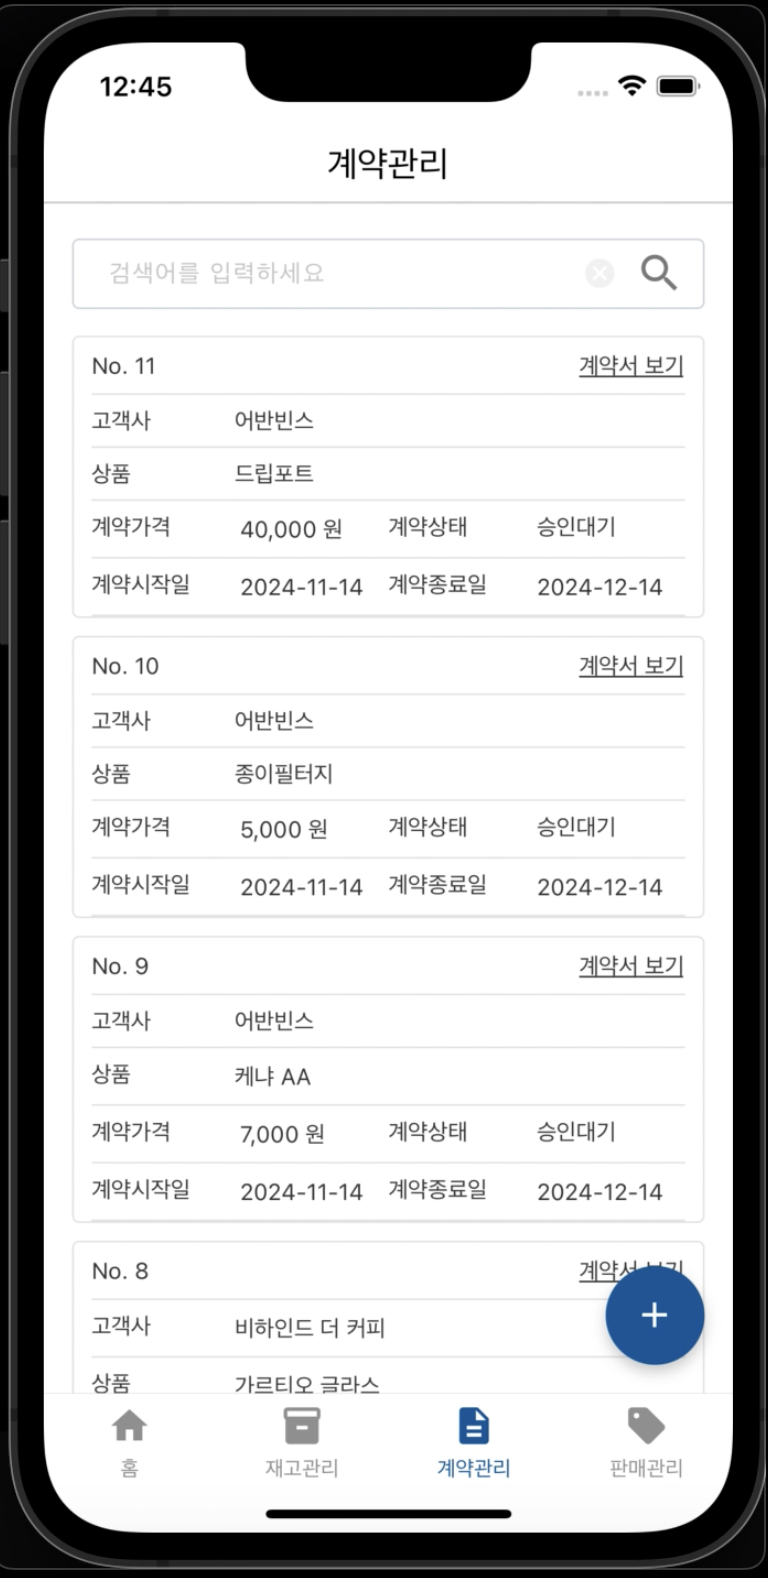 12:45
계약관리
검색어를 입력하세요
No. 11 계약서 보기
고객사 어반빈스
상품 드립포트
계약가격 40,000 원 계약상태 승인대기
계약시작일 2024-11-14 계약종료일 2024-12-14
No. 10 계약서 보기
고객사 어반빈스
상품 종이필터지
계약가격 5,000 원 계약상태 승인대기
계약시작일 2024-11-14 계약종료일 2024-12-14
No. 9 계약서 보기
고객사 어반빈스
상품 케냐 AA
계약가격 7,000 원 계약상태 승인대기
계약시작일 2024-11-14 계약종료일 2024-12-14
No. 8 계약서 보기
고객사 비하인드 더 커피
상품 가르티오 글라스
홈 재고관리 계약관리 판매관리